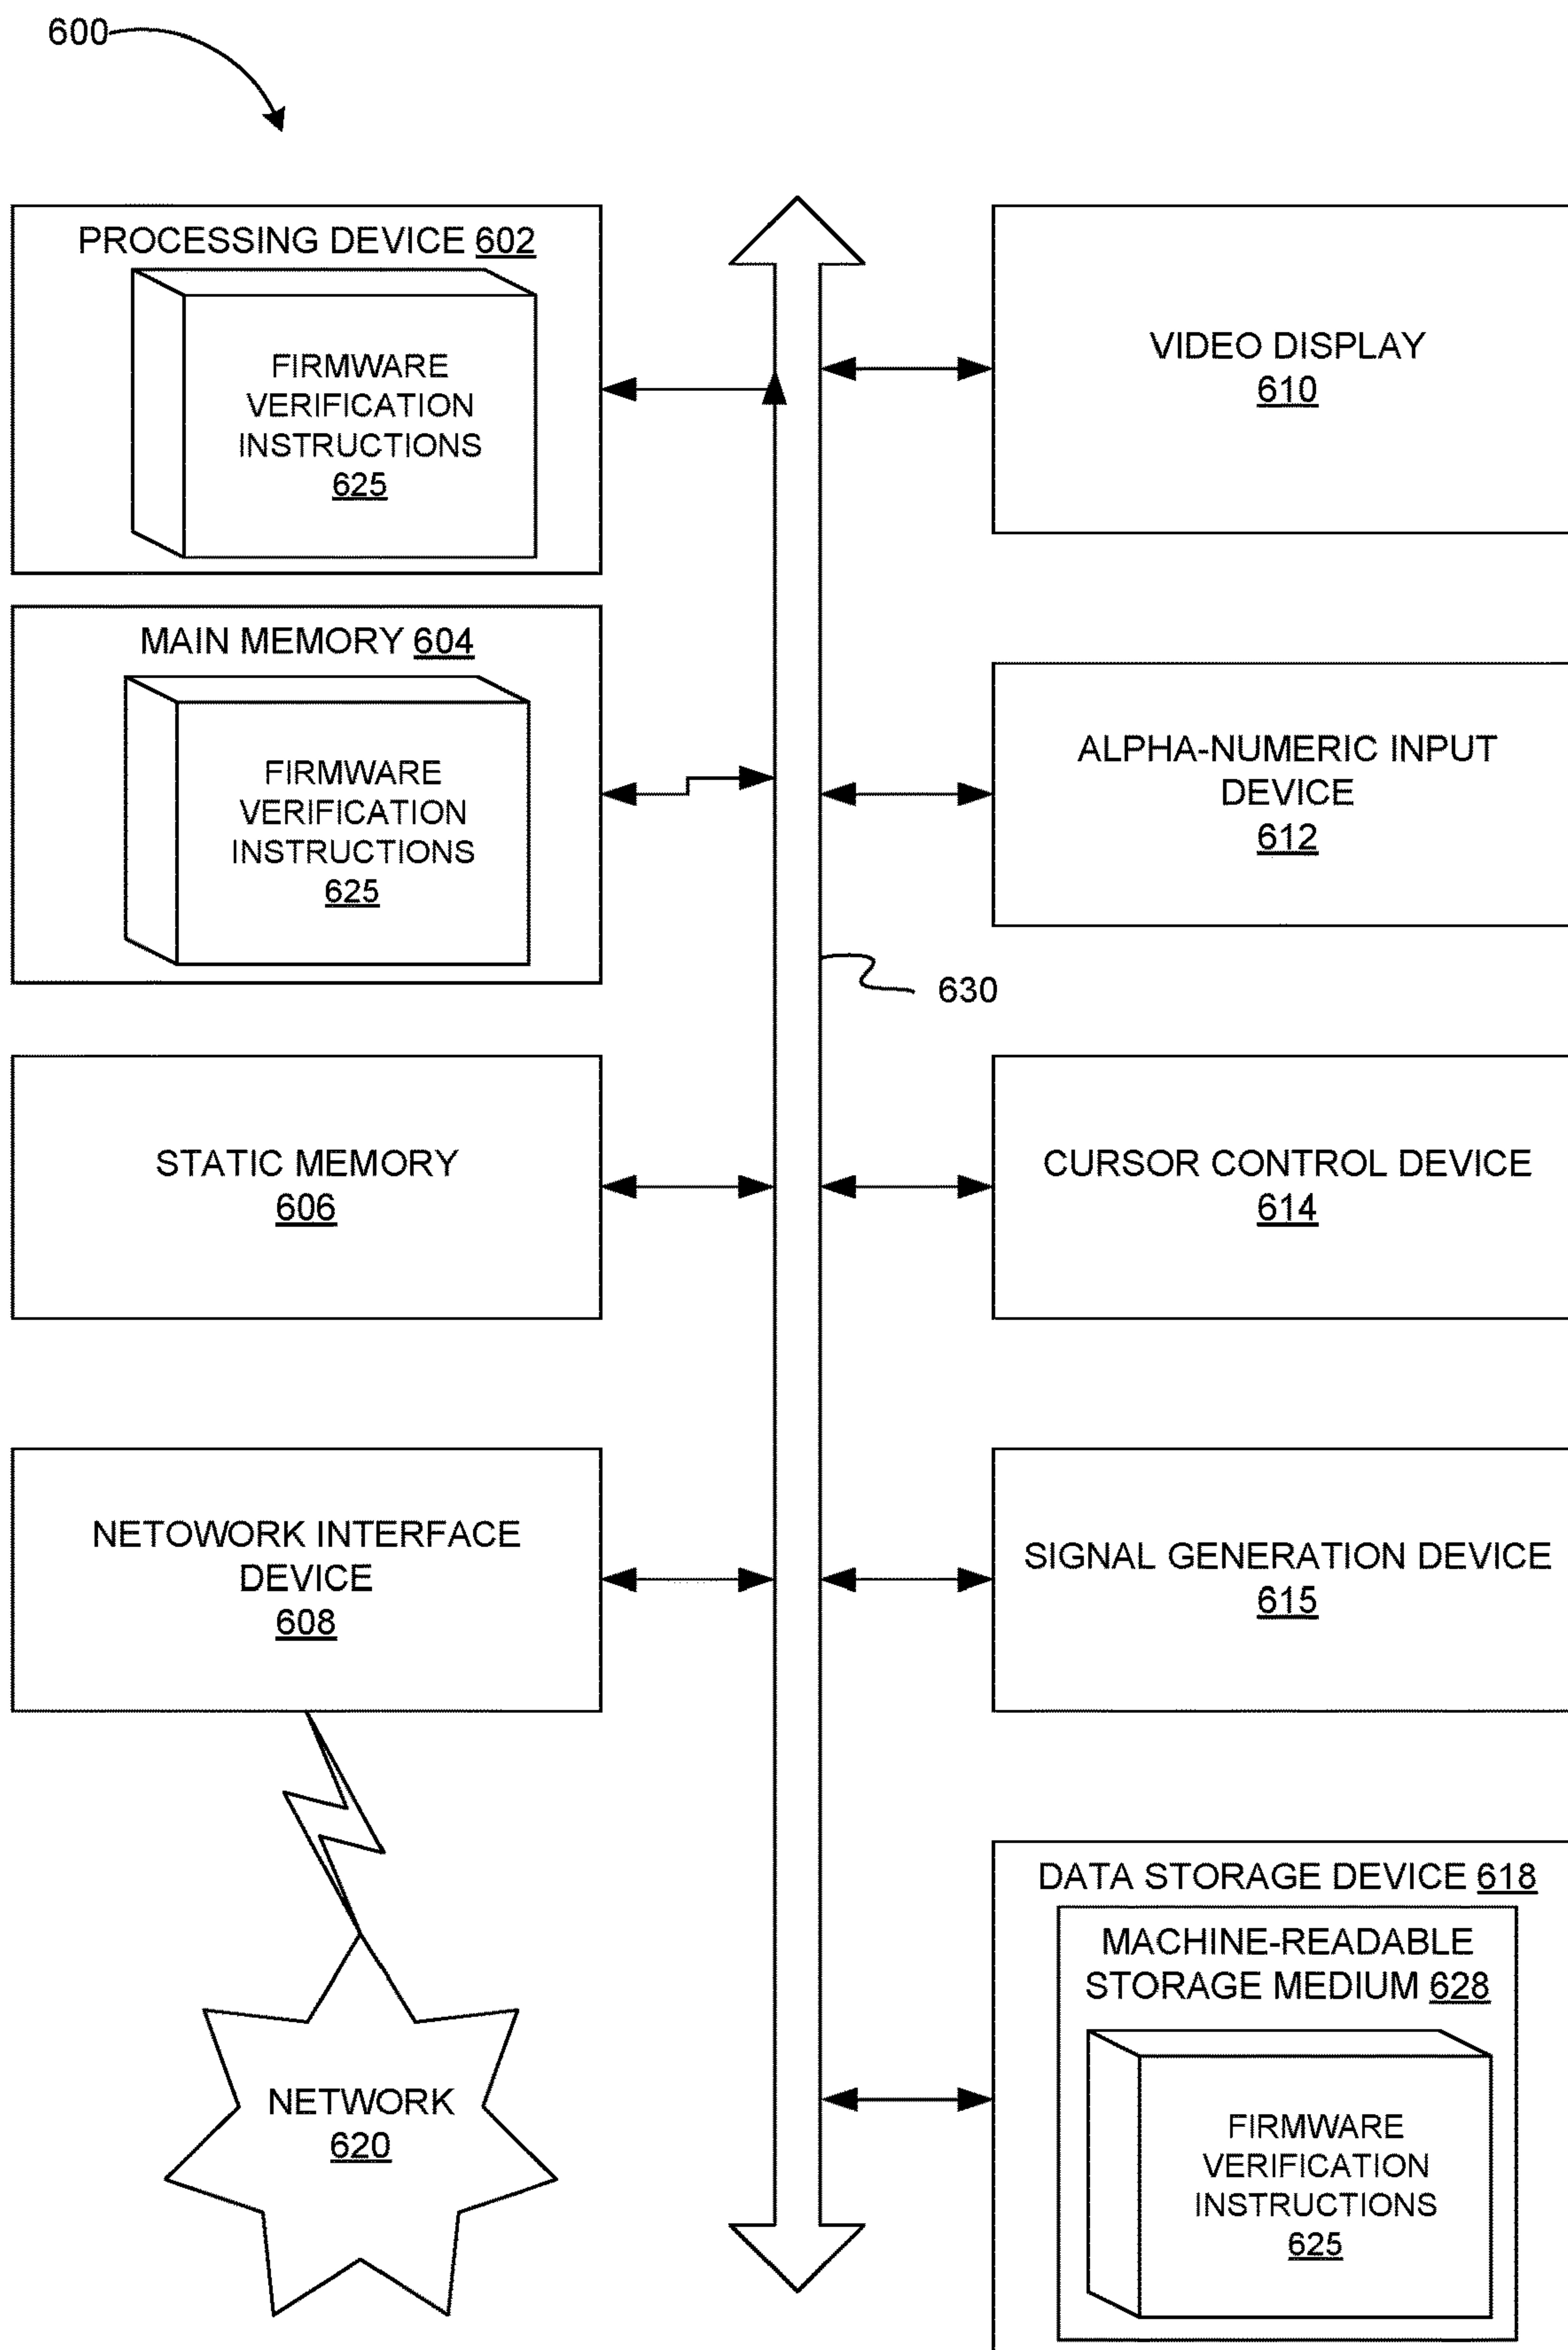 600
PROCESSING DEVICE 602
FIRMWARE
VERIFICATION
INSTRUCTIONS
625
MAIN MEMORY 604
FIRMWARE
VERIFICATION
INSTRUCTIONS
625
STATIC MEMORY
606
NETOWORK INTERFACE
DEVICE
608
NETWORK
620
VIDEO DISPLAY
610
ALPHA-NUMERIC INPUT
DEVICE
612
630
CURSOR CONTROL DEVICE
614
SIGNAL GENERATION DEVICE
615
DATA STORAGE DEVICE 618
MACHINE-READABLE
STORAGE MEDIUM 628
FIRMWARE
VERIFICATION
INSTRUCTIONS
625